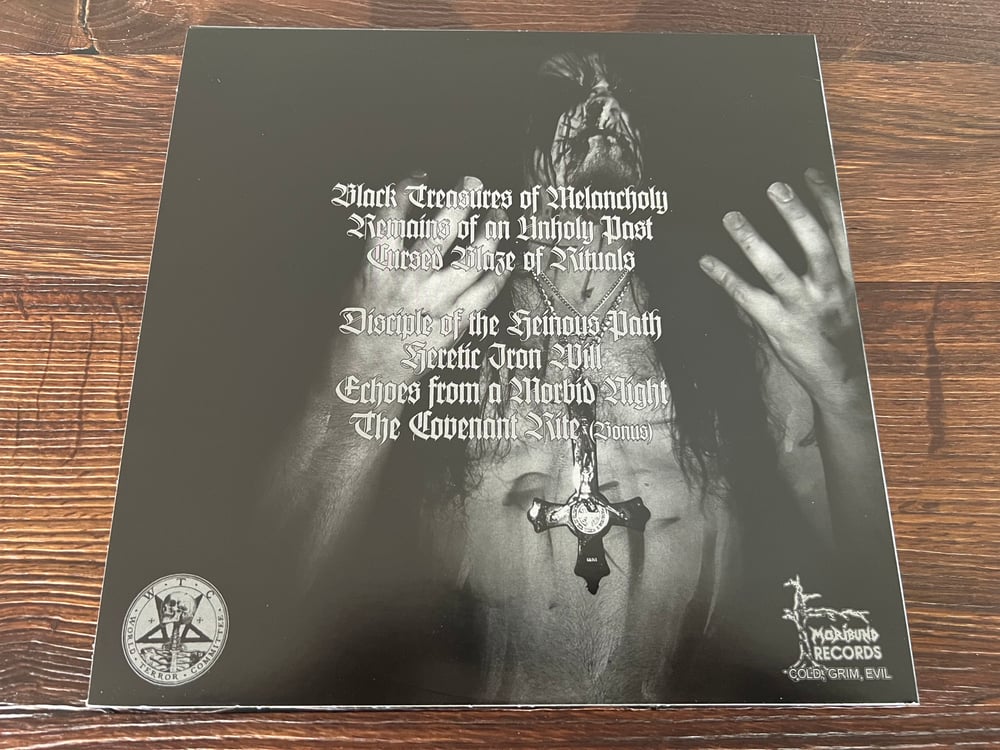 Black Treasures of Melancholy
Remains of an Unholy Past
Cursed Blaze of Rituals
Disciple of the Heinous Path
Heretic Iron Will
Echoes from a Morbid Night
The Covenant Rite (Bonus)
W · T · C
WORLD · TERROR · COMMITTEE
MORIBUND
RECORDS
COLD, GRIM, EVIL